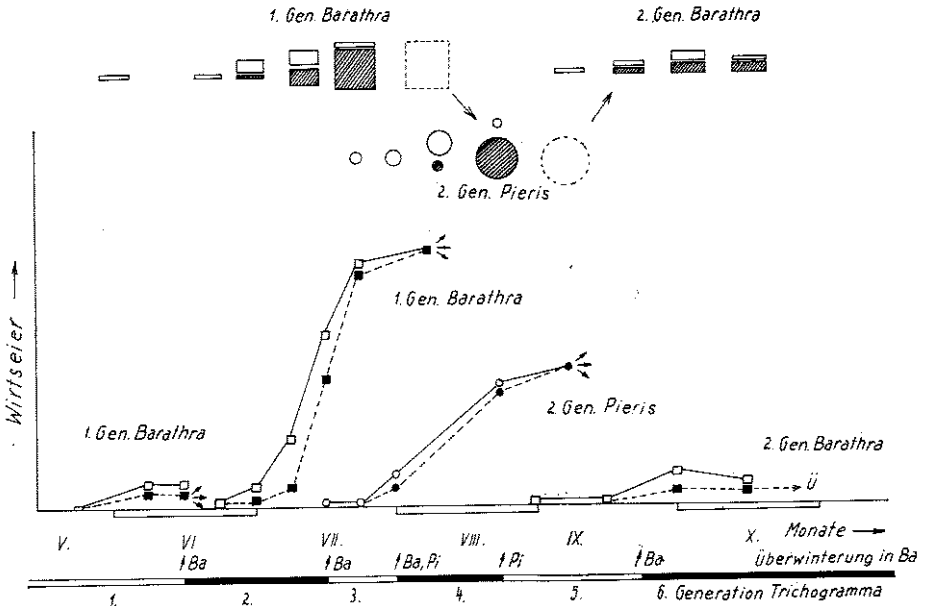 1. Gen. Barathra
2. Gen. Barathra
2. Gen. Pieris
Wirtseier →
1. Gen. Barathra
1. Gen. Barathra
2. Gen. Pieris
2. Gen. Barathra
Ü
V. VI VII. VIII. IX. X. Monate →
Ba Ba Ba, Pi Pi Ba Überwinterung in Ba
1. 2. 3. 4. 5. 6. Generation Trichogramma